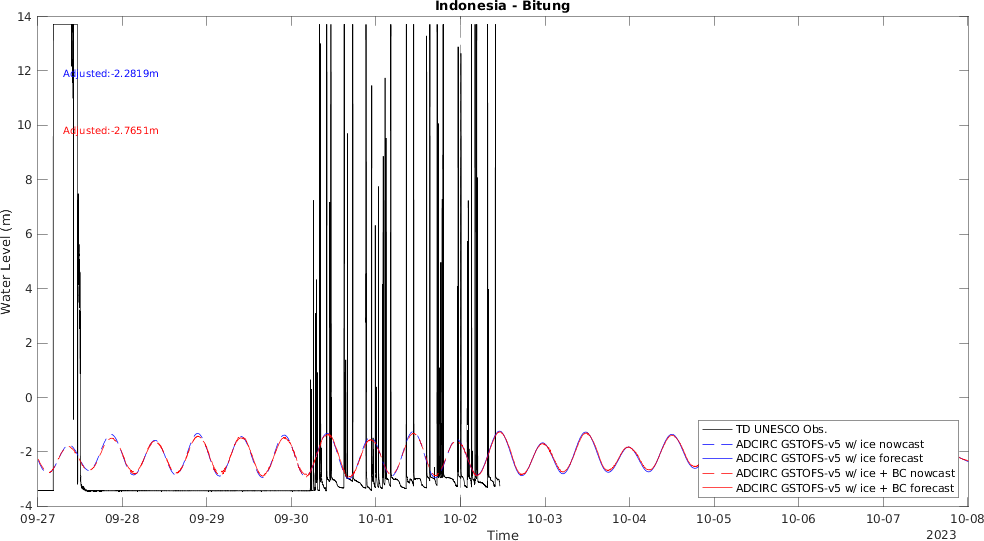 Indonesia - Bitung
14
12
10
8
6
4
2
0
-2
-4
Water Level (m)
Adjusted:-2.2819m
Adjusted:-2.7651m
TD UNESCO Obs.
ADCIRC GSTOFS-v5 w/ ice nowcast
ADCIRC GSTOFS-v5 w/ ice forecast
ADCIRC GSTOFS-v5 w/ ice + BC nowcast
ADCIRC GSTOFS-v5 w/ ice + BC forecast
09-27 09-28 09-29 09-30 10-01 10-02 10-03 10-04 10-05 10-06 10-07 10-08
Time
2023